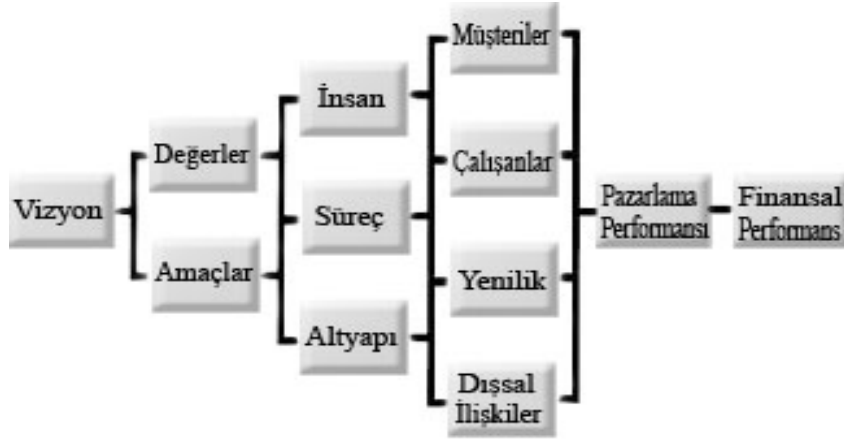 Vizyon
Değerler
Amaçlar
İnsan
Süreç
Altyapı
Müşteriler
Çalışanlar
Yenilik
Dışsal
İlişkiler
Pazarlama
Performansı
Finansal
Performans